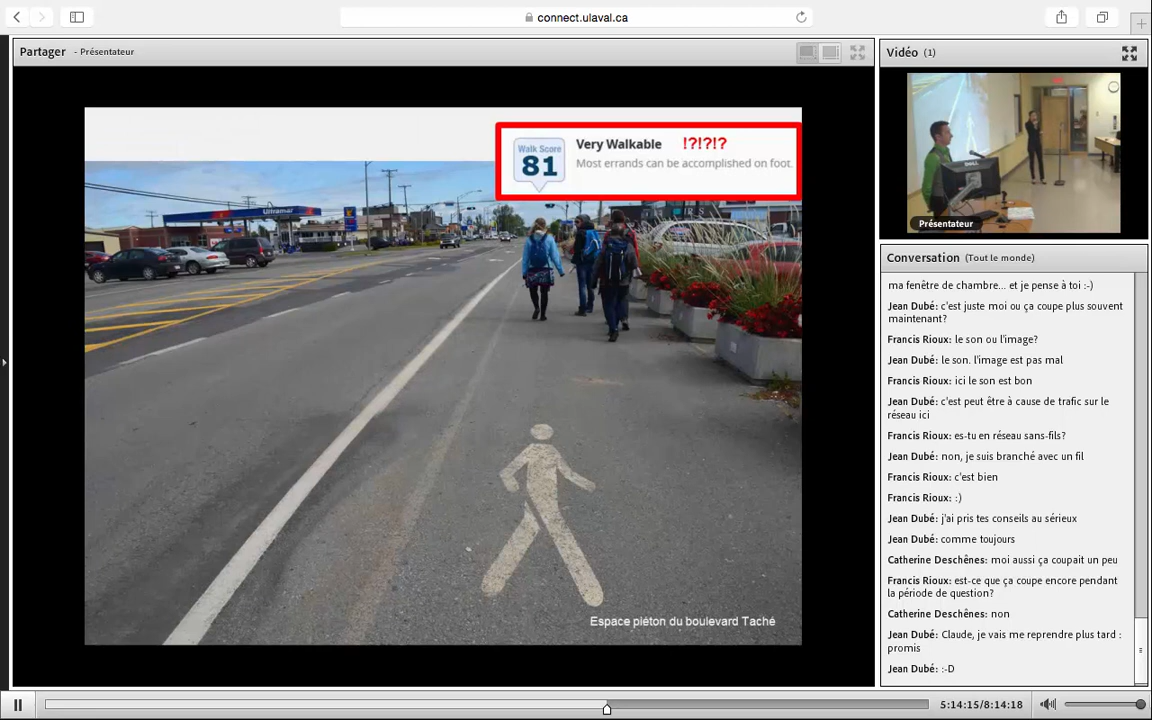 connect.ulaval.ca
Partager - Présentateur
Walk Score
81
Very Walkable !?!?!?
Most errands can be accomplished on foot.
Ultramar
Espace piéton du boulevard Taché
Vidéo (1)
DELL
Présentateur
Conversation (Tout le monde)
ma fenêtre de chambre... et je pense à toi :-)
Jean Dubé: c'est juste moi ou ça coupe plus souvent
maintenant?
Francis Rioux: le son ou l'image?
Jean Dubé: le son. l'image est pas mal
Francis Rioux: ici le son est bon
Jean Dubé: c'est peut être à cause de trafic sur le
réseau ici
Francis Rioux: es-tu en réseau sans-fils?
Jean Dubé: non, je suis branché avec un fil
Francis Rioux: c'est bien
Francis Rioux: :)
Jean Dubé: j'ai pris tes conseils au sérieux
Jean Dubé: comme toujours
Catherine Deschênes: moi aussi ça coupait un peu
Francis Rioux: est-ce que ça coupe encore pendant
la période de question?
Catherine Deschênes: non
Jean Dubé: Claude, je vais me reprendre plus tard :
promis
Jean Dubé: :-D
5:14:15/8:14:18